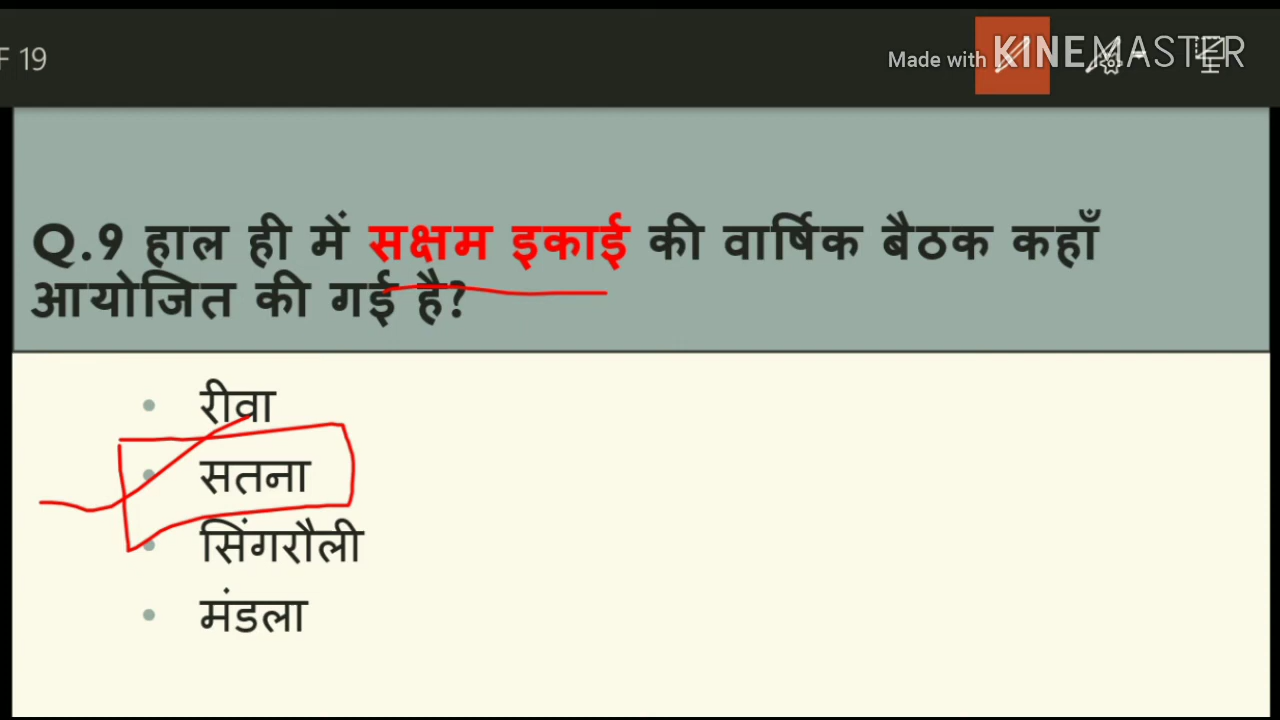 F 19
Made with KINEMASTER
Q.9 हाल ही में सक्षम इकाई की वार्षिक बैठक कहाँ
आयोजित की गई है?
• रीवा
• सतना
• सिंगरौली
• मंडला